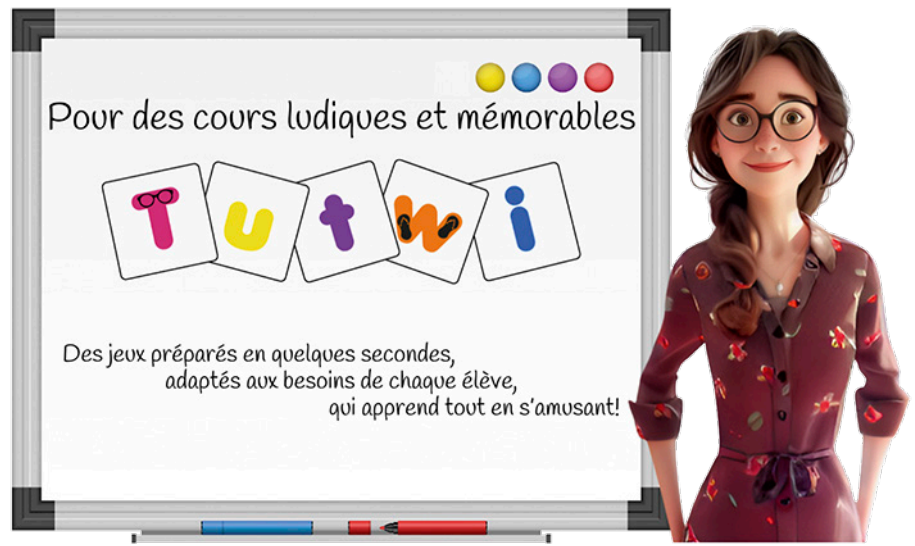 Pour des cours ludiques et mémorables
Tutwi
Des jeux préparés en quelques secondes,
adaptés aux besoins de chaque élève,
qui apprend tout en s'amusant!